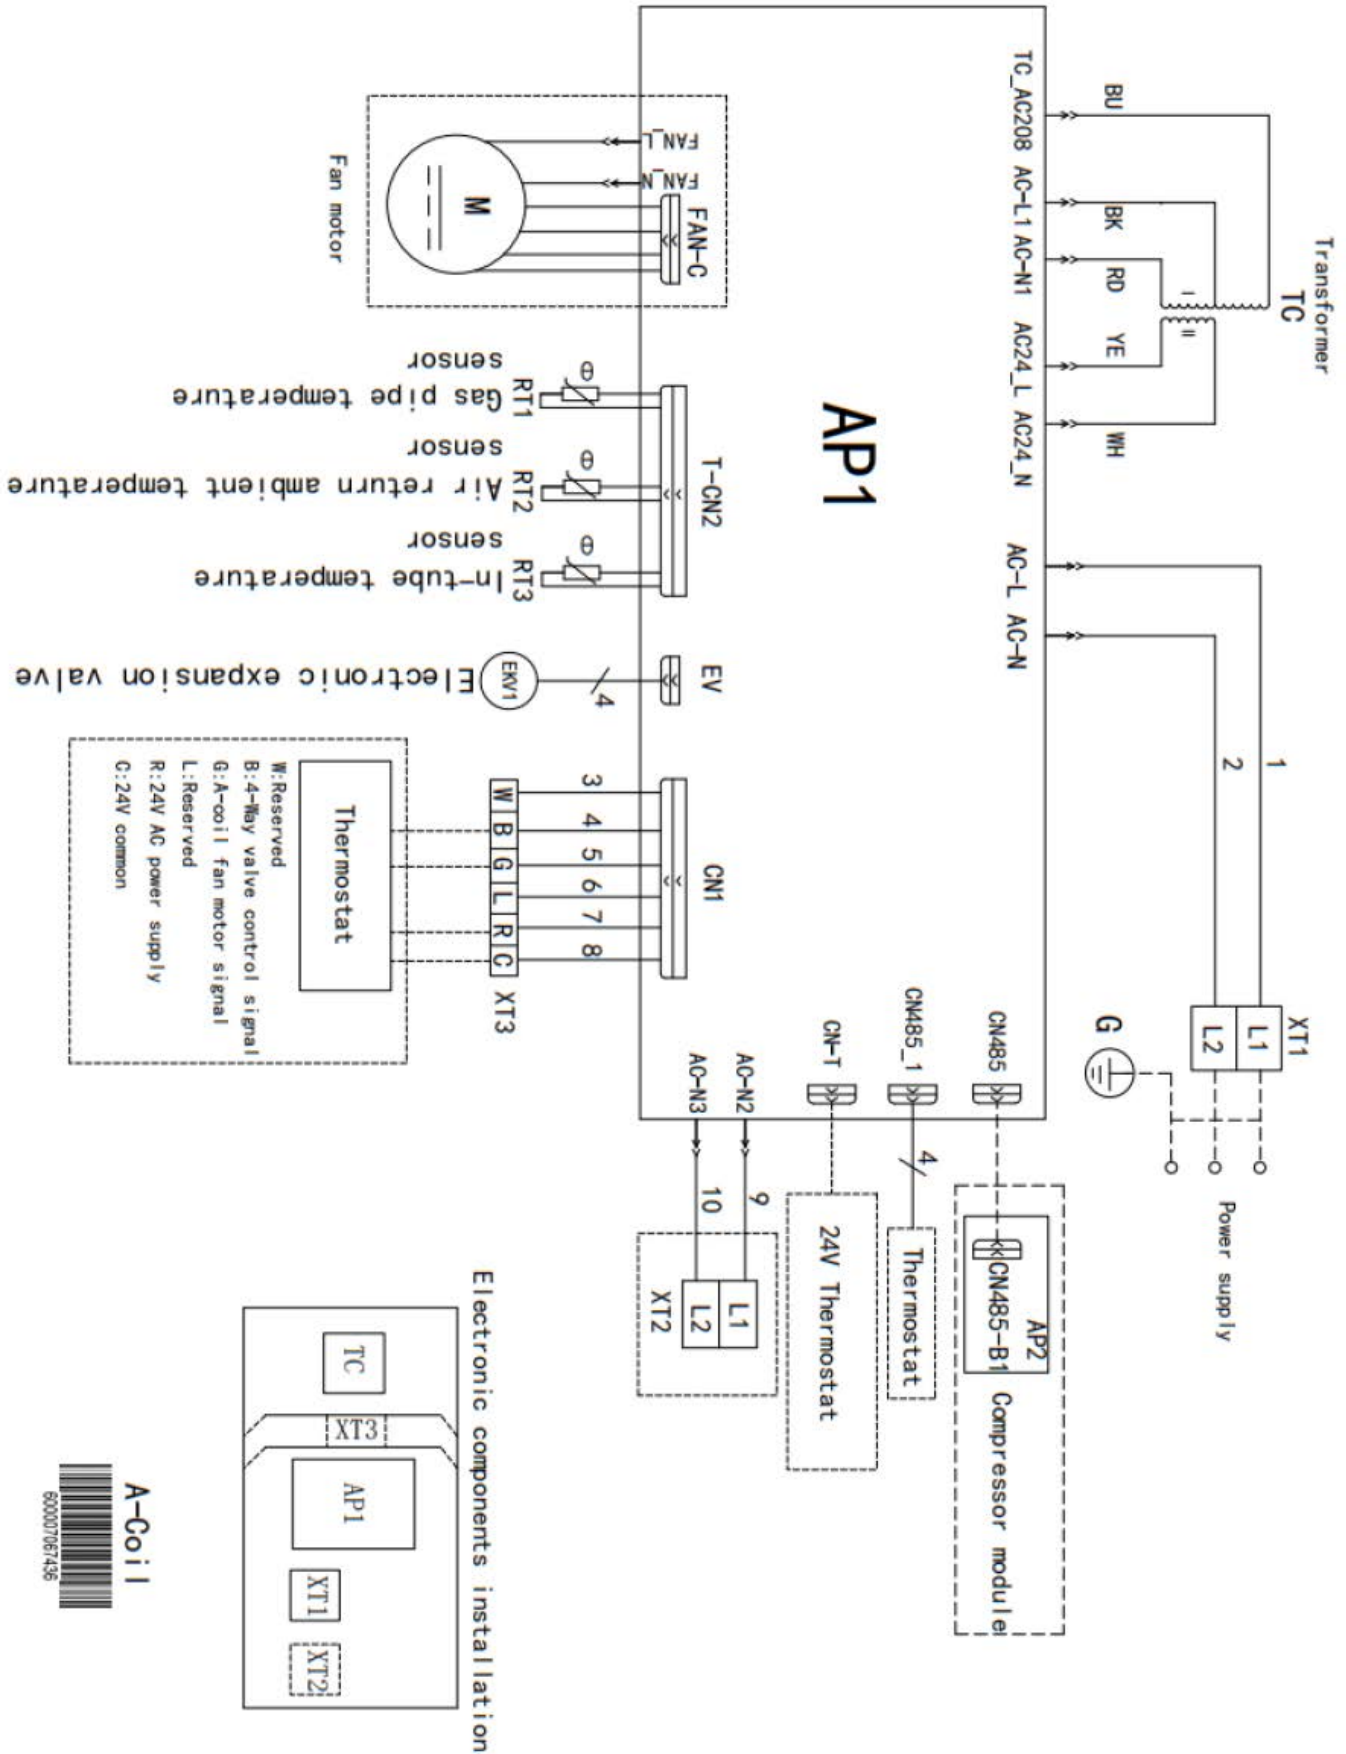 Transformer
TC
I
II
BU
BK
RD
YE
WH
TC_AC208
AC-L1
AC-N1
AC24_L
AC24_N
AC-L
AC-N
1
2
XT1
L1
L2
G
Power supply
AP1
FAN_L
FAN_N
FAN-C
M
Fan motor
T-CN2
RT1
Gas pipe temperature
sensor
RT2
Air return ambient temperature
sensor
RT3
In-tube temperature
sensor
θ
θ
θ
EV
4
EKV1
Electronic expansion valve
CN1
3
4
5
6
7
8
W
B
G
L
R
C
XT3
Thermostat
W:Reserved
B:4-Way valve control signal
G:A-coil fan motor signal
L:Reserved
R:24V AC power supply
C:24V common
CN485
CN485_1
CN-T
AC-N2
AC-N3
AP2
CN485-B1
Compressor module
4
Thermostat
24V Thermostat
9
10
L1
L2
XT2
Electronic components installation
TC
XT3
AP1
XT1
XT2
A-Coil
600007067436